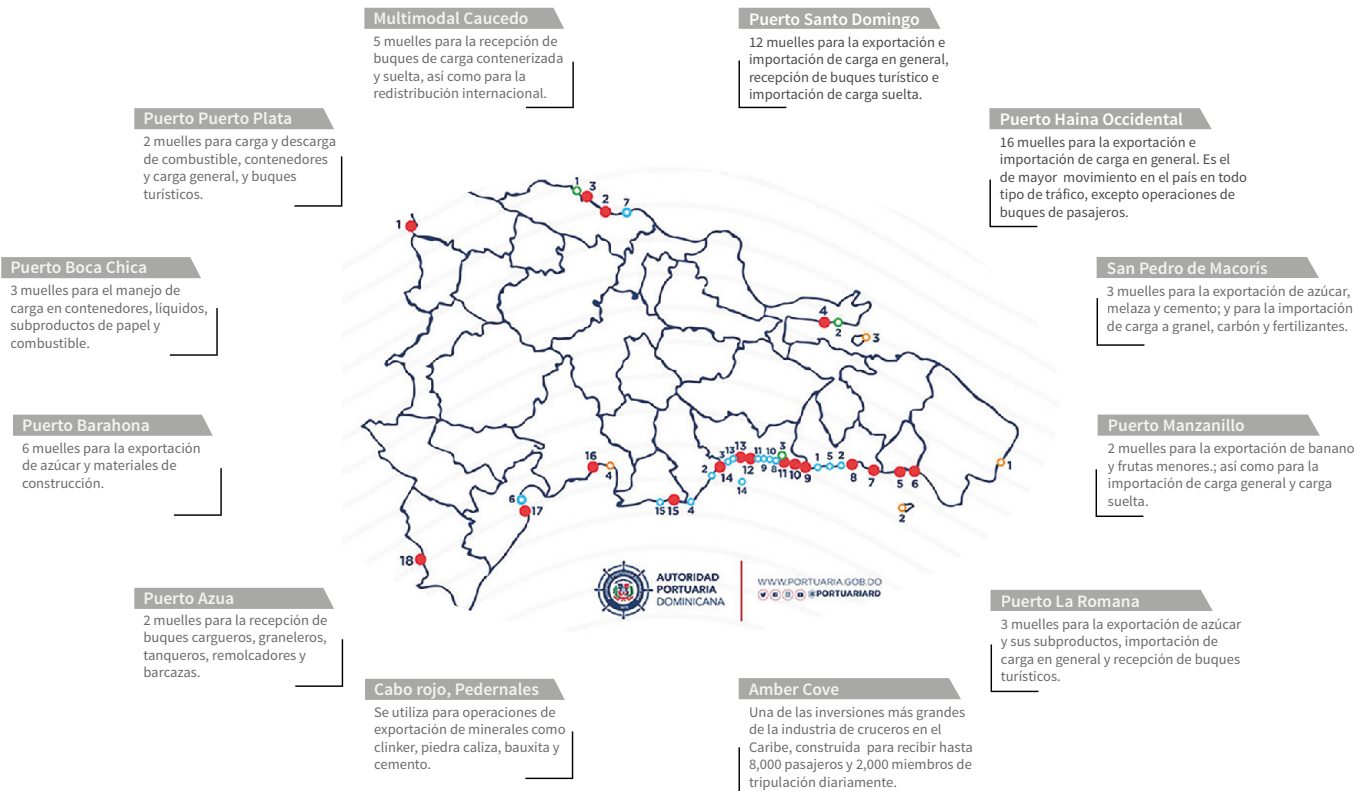 Multimodal Caucedo
5 muelles para la recepción de
buques de carga contenerizada
y suelta, así como para la
redistribución internacional.
Puerto Santo Domingo
12 muelles para la exportación e
importación de carga en general,
recepción de buques turístico e
importación de carga suelta.
Puerto Puerto Plata
2 muelles para carga y descarga
de combustible, contenedores
y carga general, y buques
turísticos.
Puerto Haina Occidental
16 muelles para la exportación e
importación de carga en general. Es el
de mayor movimiento en el país en todo
tipo de tráfico, excepto operaciones de
buques de pasajeros.
Puerto Boca Chica
3 muelles para el manejo de
carga en contenedores, líquidos,
subproductos de papel y
combustible.
San Pedro de Macorís
3 muelles para la exportación de azúcar,
melaza y cemento; y para la importación
de carga a granel, carbón y fertilizantes.
Puerto Barahona
6 muelles para la exportación
de azúcar y materiales de
construcción.
Puerto Manzanillo
2 muelles para la exportación de banano
y frutas menores.; así como para la
importación de carga general y carga
suelta.
Puerto Azua
2 muelles para la recepción de
buques cargueros, graneleros,
tanqueros, remolcadores y
barcazas.
Puerto La Romana
3 muelles para la exportación de azúcar
y sus subproductos, importación de
carga en general y recepción de buques
turísticos.
Cabo rojo, Pedernales
Se utiliza para operaciones de
exportación de minerales como
clinker, piedra caliza, bauxita y
cemento.
Amber Cove
Una de las inversiones más grandes
de la industria de cruceros en el
Caribe, construida para recibir hasta
8,000 pasajeros y 2,000 miembros de
tripulación diariamente.
1
3
2
7
1
4
2
3
1
2
16
4
6
17
18
15
15
4
2
3
14
13
13
12
11
9
10
8
3
11
10
9
1
5
2
8
7
5
6
14
AUTORIDAD
PORTUARIA
DOMINICANA
WWW.PORTUARIA.GOB.DO
@PORTUARIARD